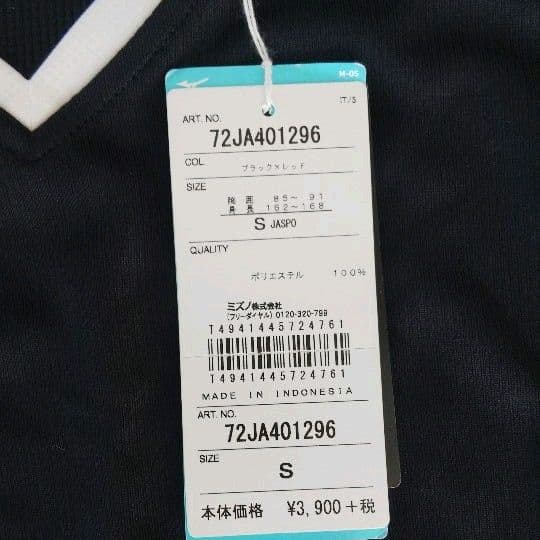 M-05
IT/S
ART. NO.
72JA401296
COL
ブラック×レッド
SIZE
胸囲 85～ 91
身長 162～168
S JASPO
QUALITY
ポリエステル 100%
ミズノ株式会社
(フリーダイヤル) 0120-320-799
T4941445724761
T4941445724761
MADE IN INDONESIA
ART. NO.
72JA401296
SIZE
S
本体価格 ¥3,900+税